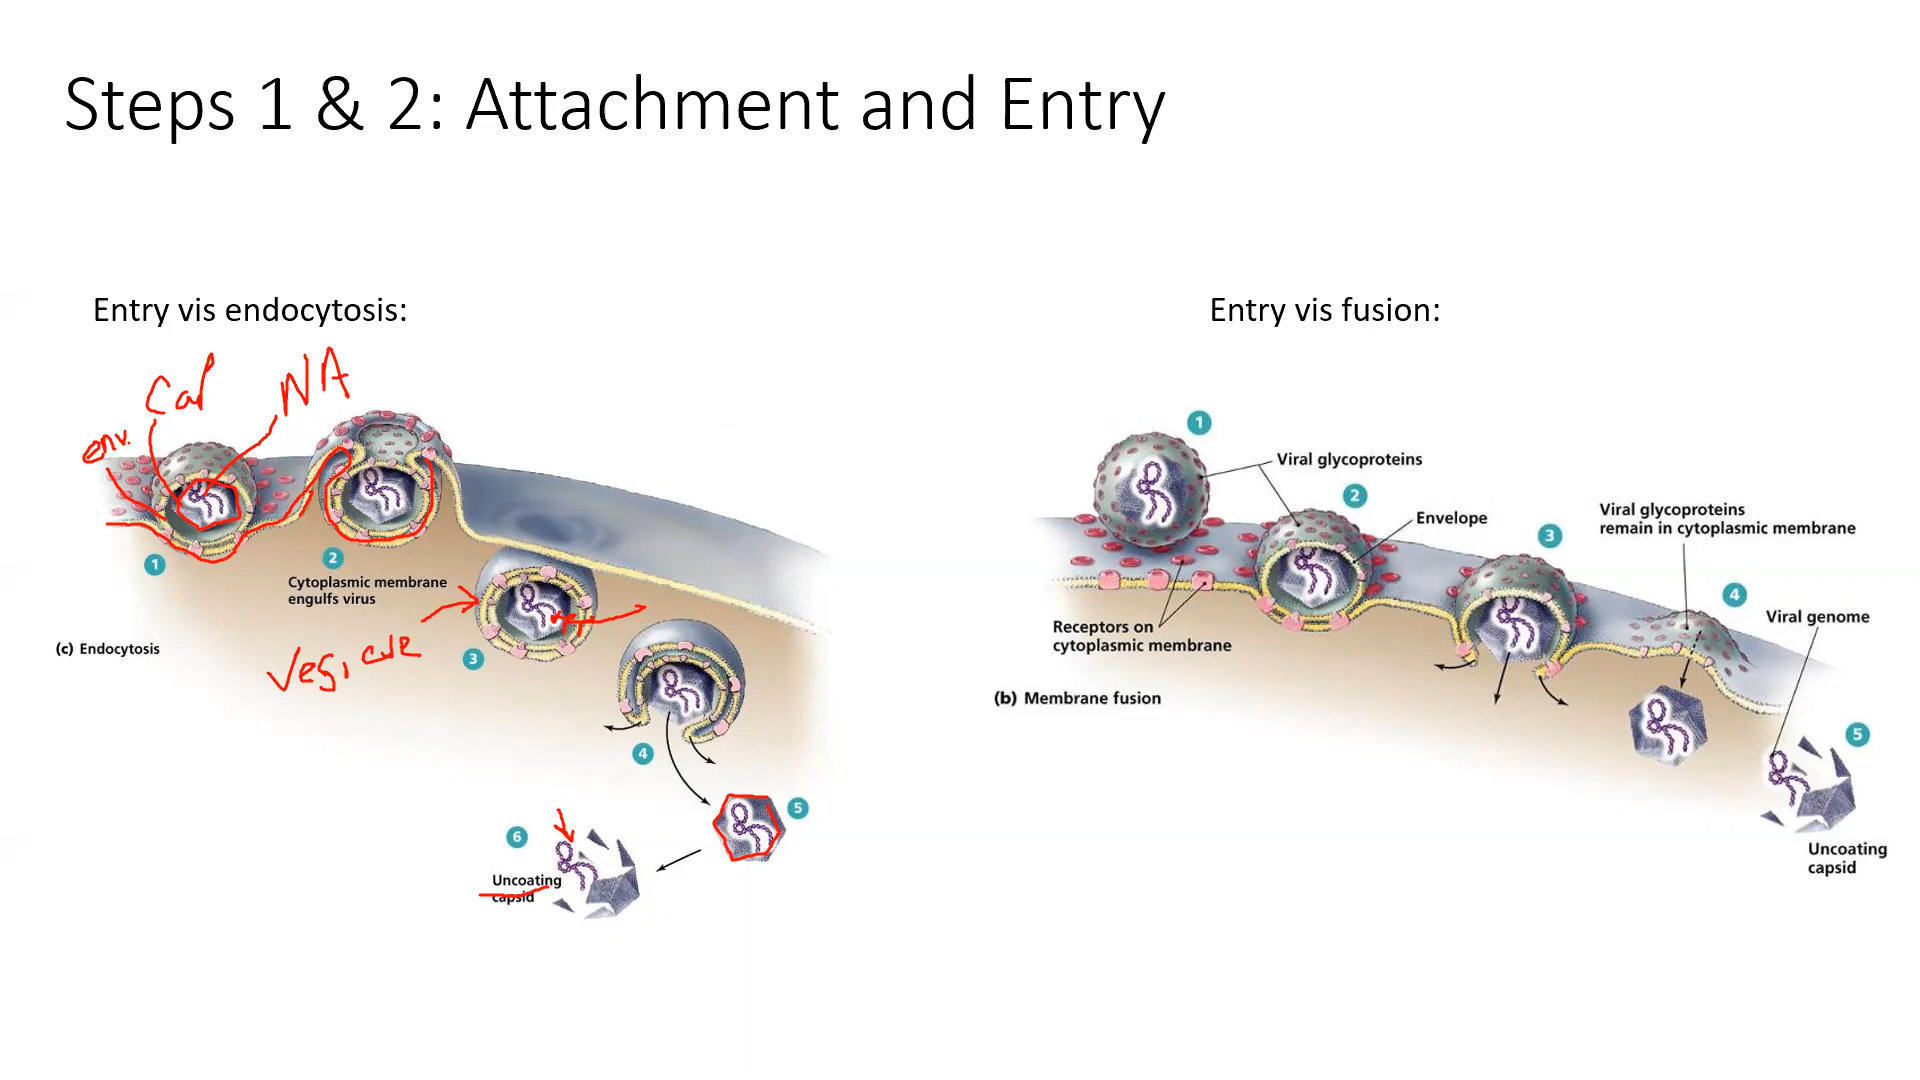 Steps 1 & 2: Attachment and Entry
Entry vis endocytosis:
Cap
NA
env.
1
2
Cytoplasmic membrane
engulfs virus
(c) Endocytosis
Vesicle
3
4
5
6
Uncoating
capsid
Entry vis fusion:
1
Viral glycoproteins
2
Envelope
3
Viral glycoproteins
remain in cytoplasmic membrane
4
Viral genome
Receptors on
cytoplasmic membrane
(b) Membrane fusion
5
Uncoating
capsid